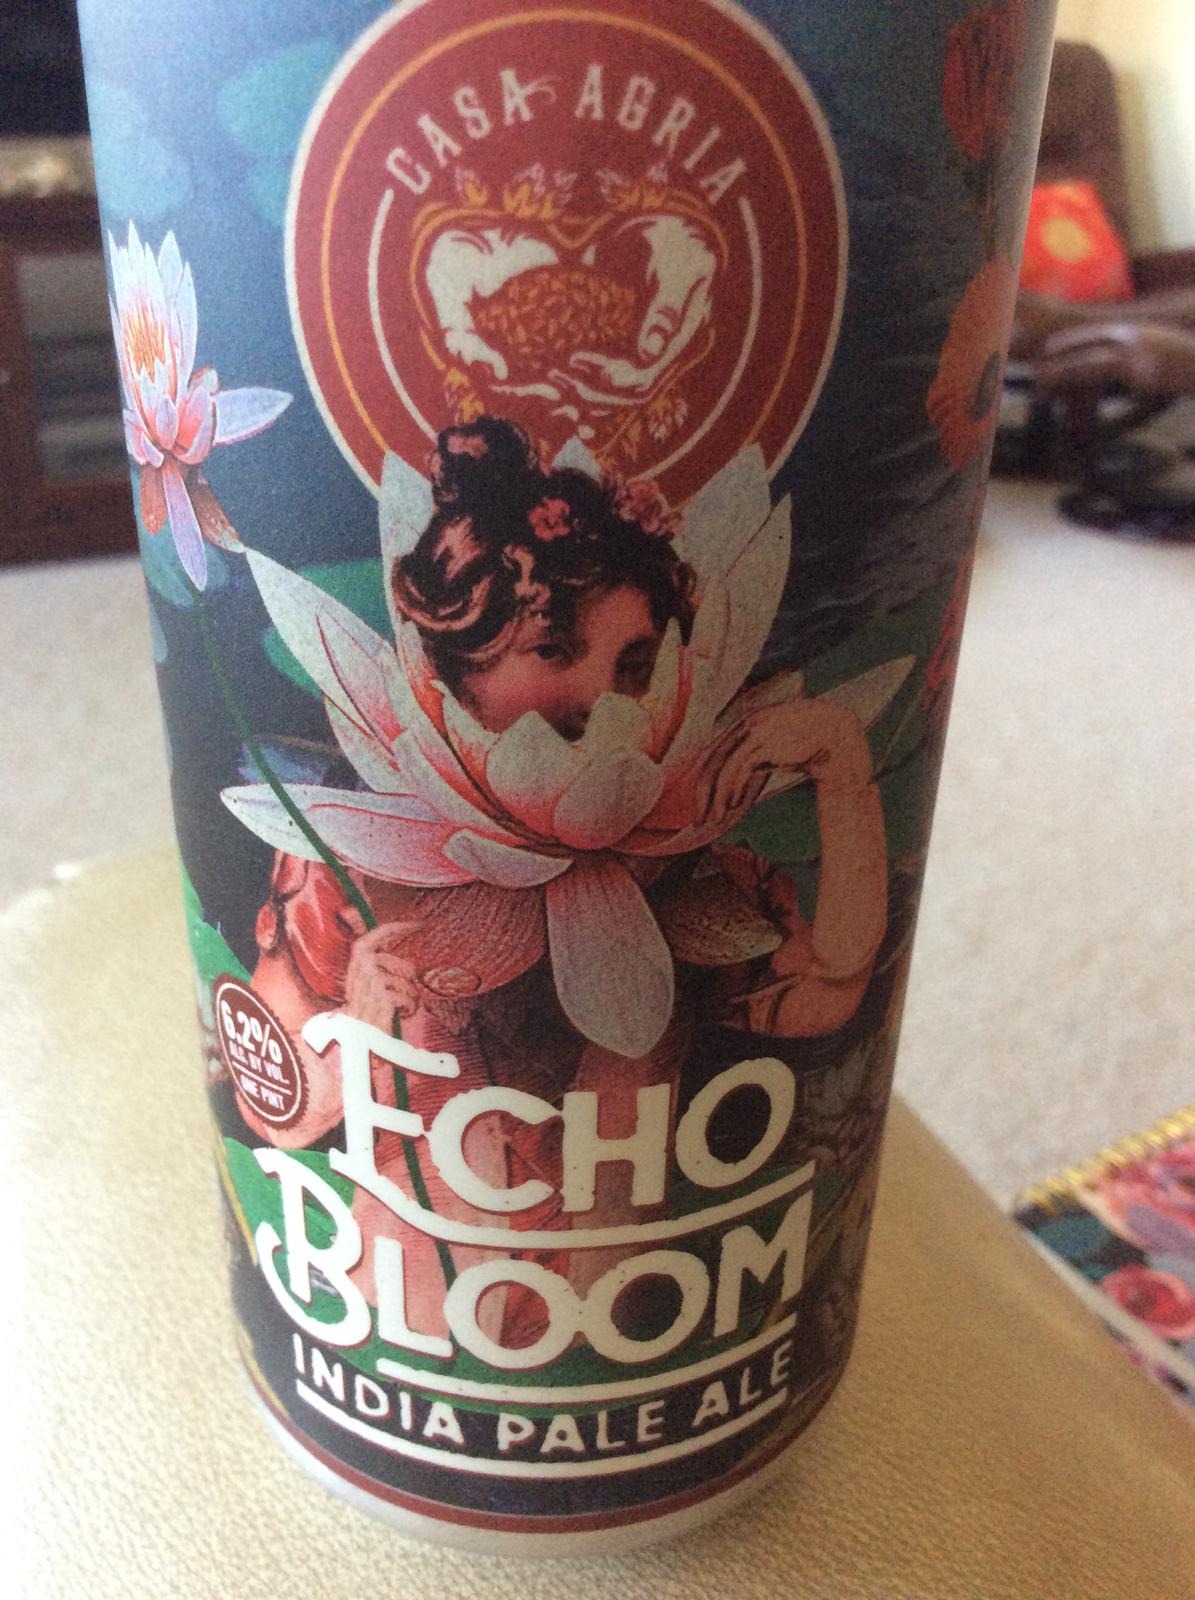 CASA AGRIA
6.2%
ALC. BY VOL.
ONE PINT
ECHO
BLOOM
INDIA PALE ALE